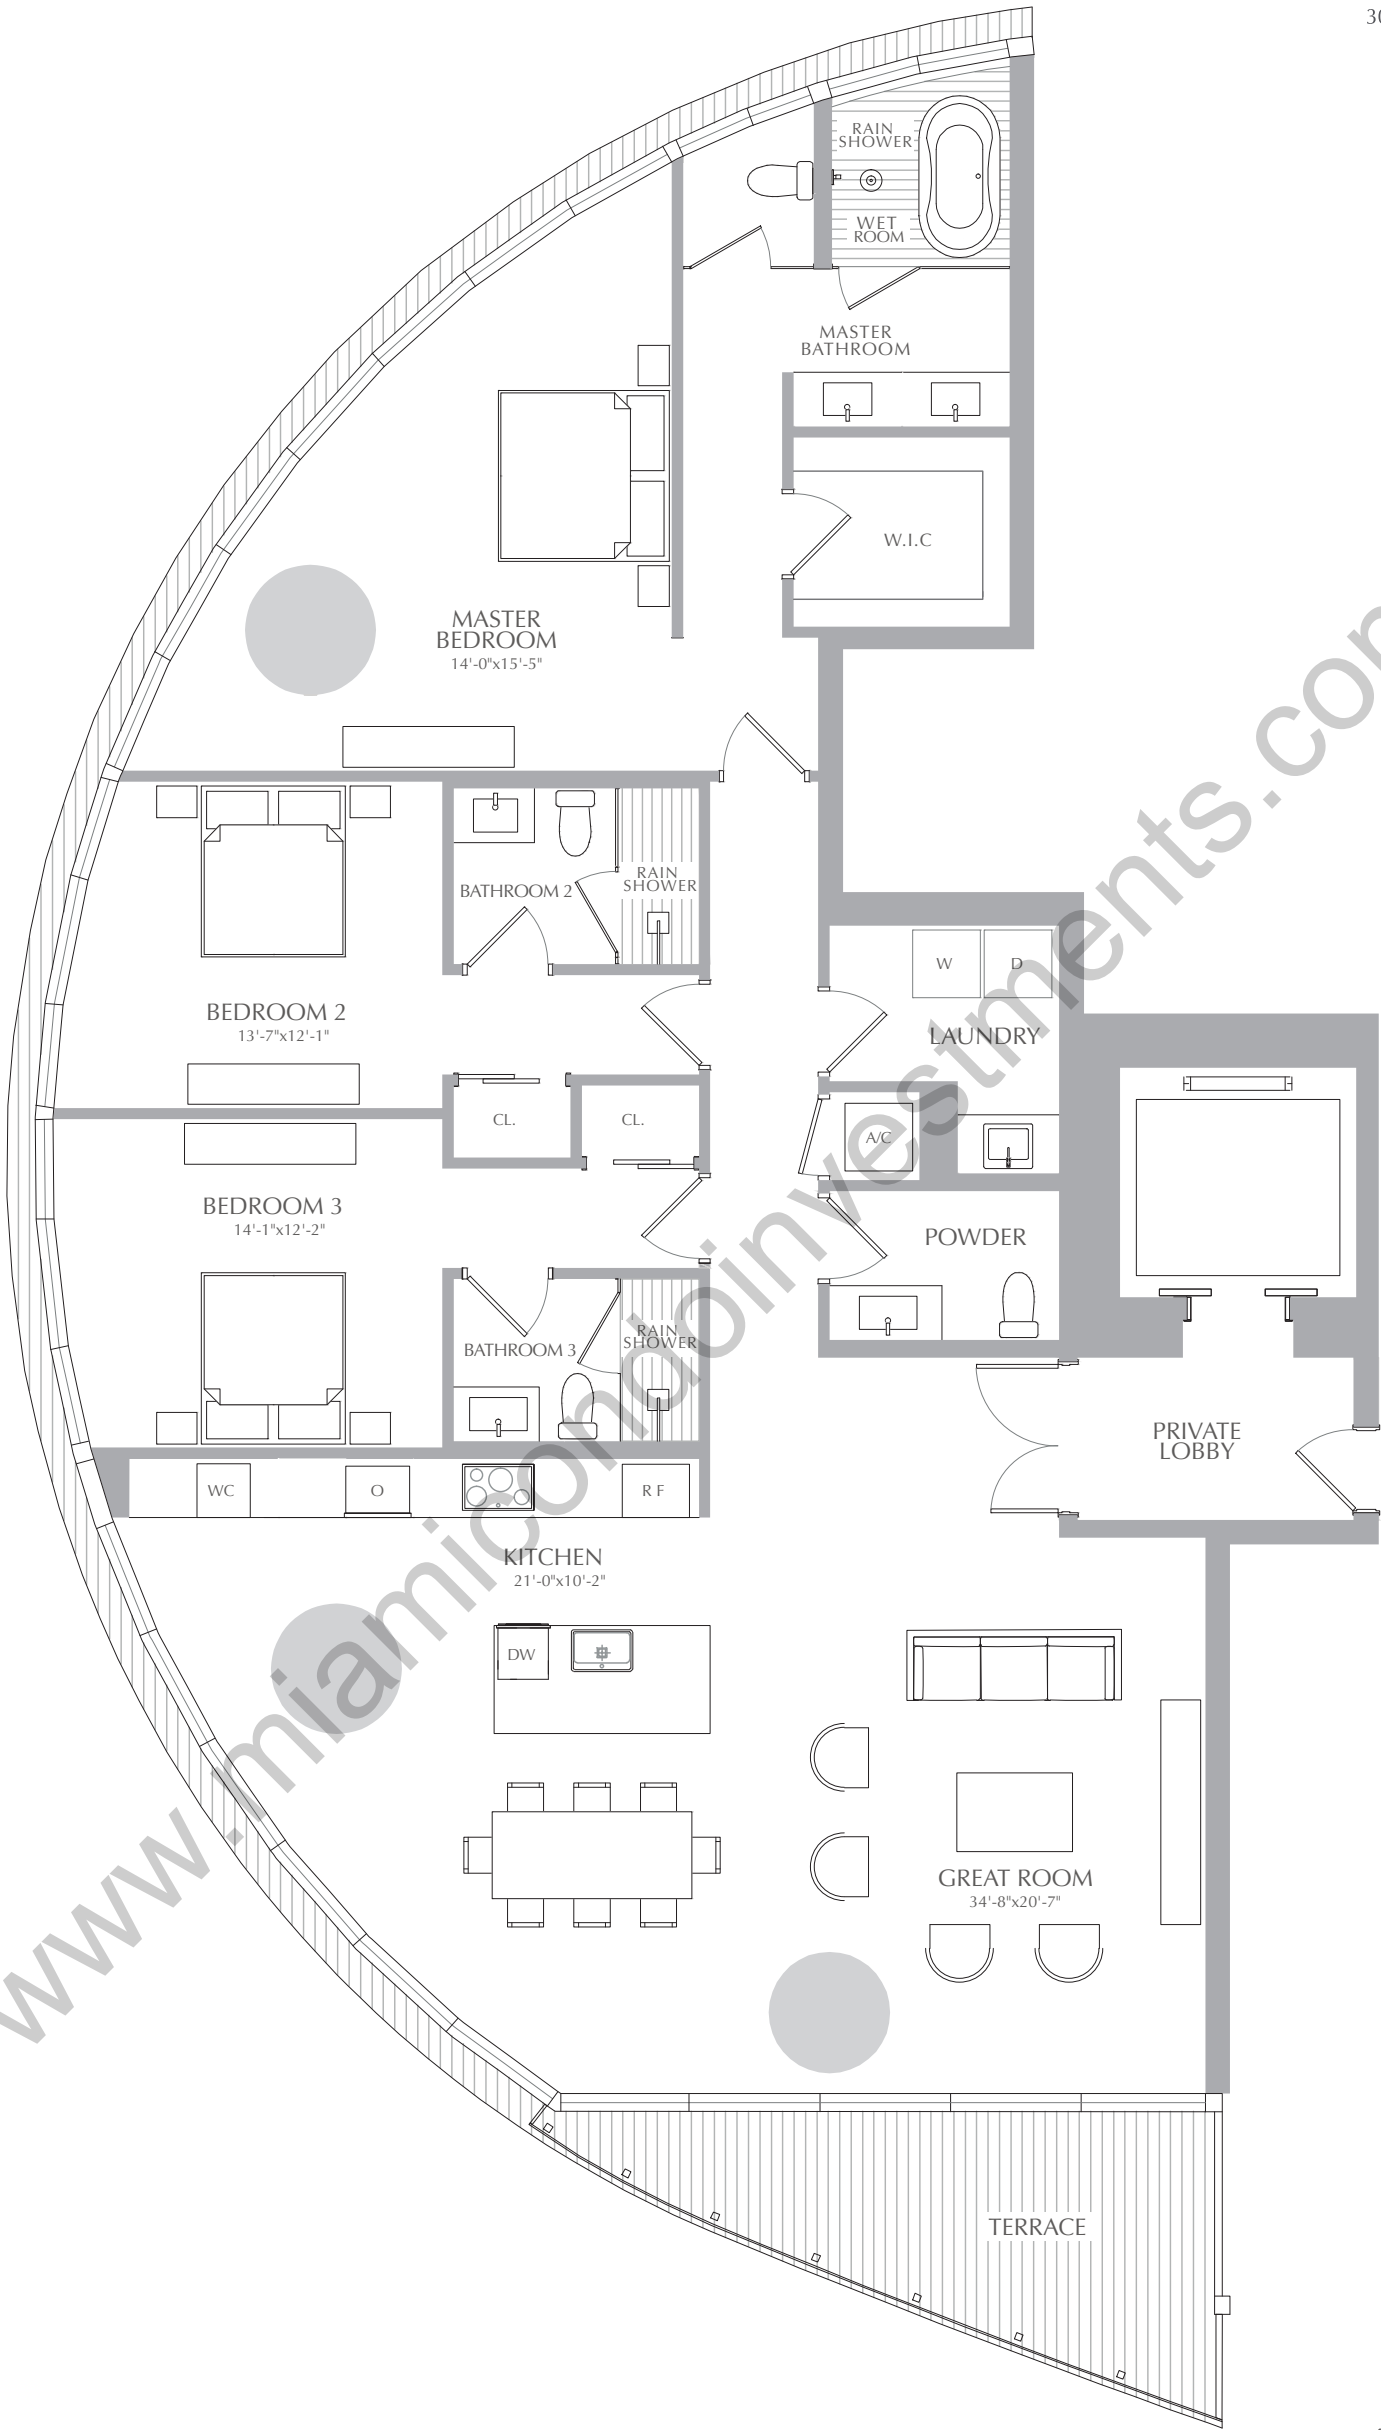 30
RAIN
SHOWER
WET
ROOM
MASTER
BATHROOM
W.I.C
MASTER
BEDROOM
14'-0"x15'-5"
BATHROOM 2
RAIN
SHOWER
BEDROOM 2
13'-7"x12'-1"
W
D
LAUNDRY
CL.
CL.
A/C
BEDROOM 3
14'-1"x12'-2"
POWDER
BATHROOM 3
RAIN
SHOWER
PRIVATE
LOBBY
WC
O
R F
KITCHEN
21'-0"x10'-2"
DW
GREAT ROOM
34'-8"x20'-7"
TERRACE
www.miamicondoinvestments.com